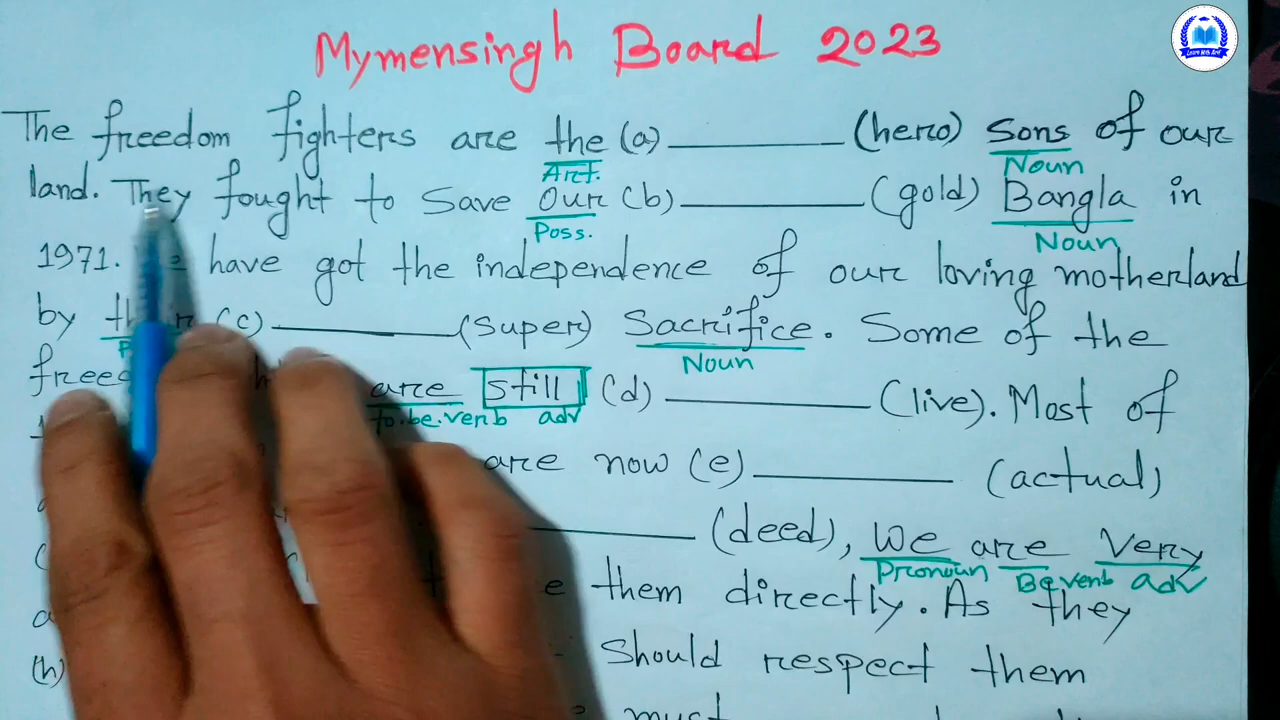 Mymensingh Board 2023
The freedom fighters are the (a) ________ (hero) Sons of our
Art. Noun
land. They fought to Save Our (b) ________ (gold) Bangla in
Poss. Noun
1971. have got the independence of our loving motherland
by (c) ________ (Super) Sacrifice. Some of the
Noun
are still (d) ________ (live). Most of
to.be.verb adv
are now (e) ________ (actual)
________ (deed), We are Very
Pronoun Be verb adv
them directly. As they
(h) Should respect them
must